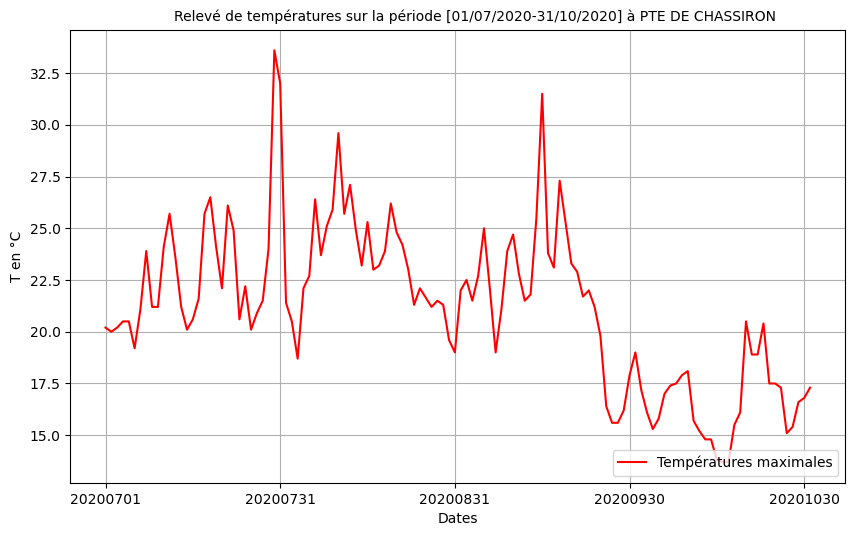 Relevé de températures sur la période [01/07/2020-31/10/2020] à PTE DE CHASSIRON
T en °C
32.5
30.0
27.5
25.0
22.5
20.0
17.5
15.0
Températures maximales
20200701 20200731 20200831 20200930 20201030
Dates